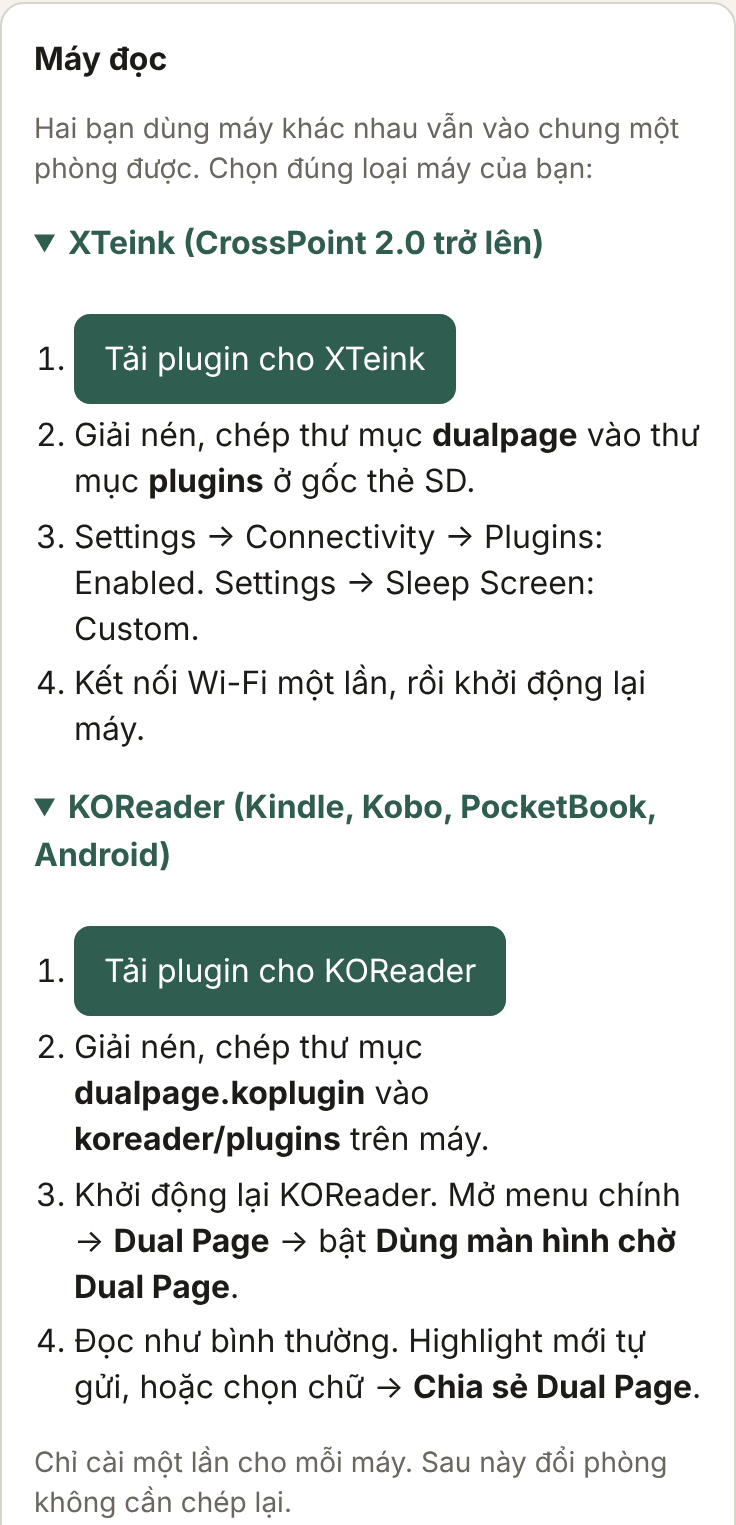 Máy đọc
Hai bạn dùng máy khác nhau vẫn vào chung một
phòng được. Chọn đúng loại máy của bạn:
▼ XTeink (CrossPoint 2.0 trở lên)
1. Tải plugin cho XTeink
2. Giải nén, chép thư mục dualpage vào thư
mục plugins ở gốc thẻ SD.
3. Settings → Connectivity → Plugins:
Enabled. Settings → Sleep Screen:
Custom.
4. Kết nối Wi-Fi một lần, rồi khởi động lại
máy.
▼ KOReader (Kindle, Kobo, PocketBook,
Android)
1. Tải plugin cho KOReader
2. Giải nén, chép thư mục
dualpage.koplugin vào
koreader/plugins trên máy.
3. Khởi động lại KOReader. Mở menu chính
→ Dual Page → bật Dùng màn hình chờ
Dual Page.
4. Đọc như bình thường. Highlight mới tự
gửi, hoặc chọn chữ → Chia sẻ Dual Page.
Chỉ cài một lần cho mỗi máy. Sau này đổi phòng
không cần chép lại.